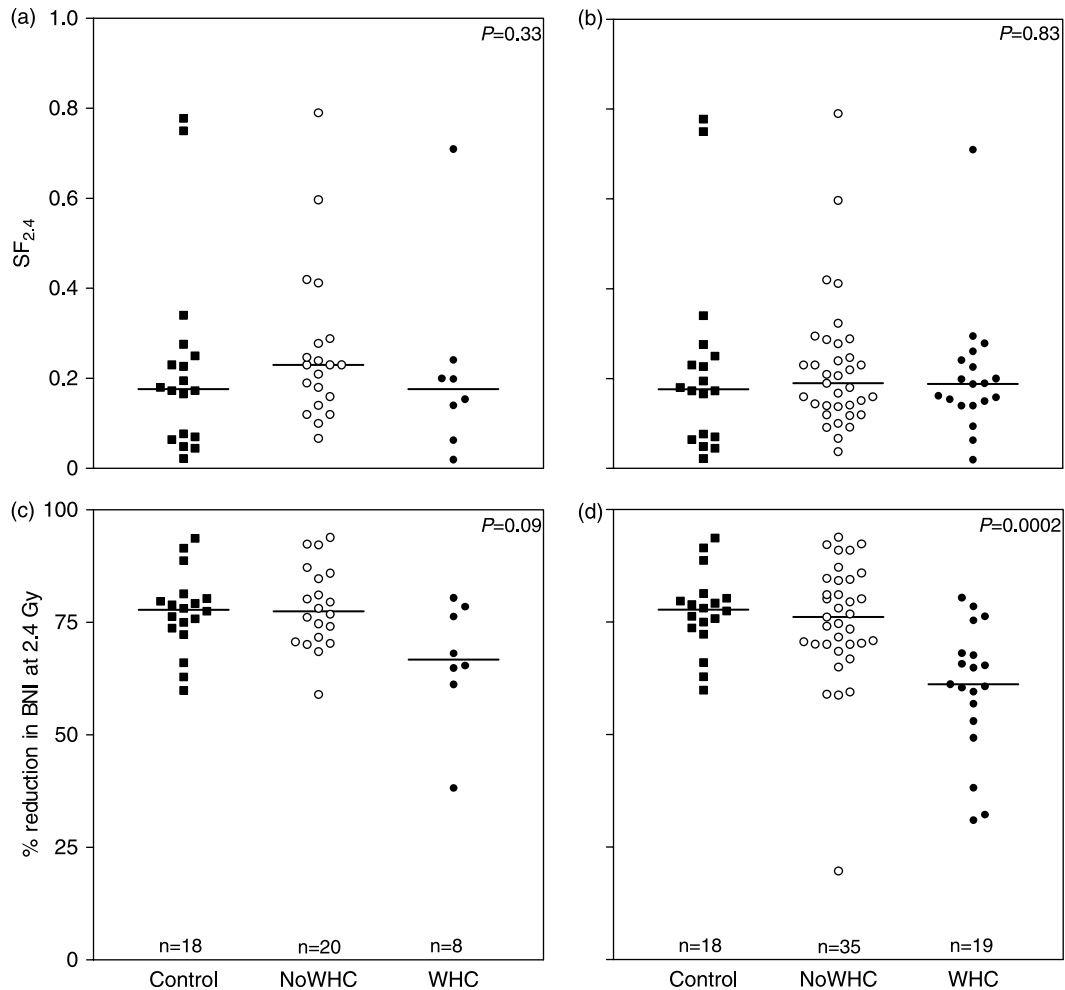 (a)
P=0.33
1.0
0.8
0.6
0.4
0.2
0
SF2.4
(b)
P=0.83
(c)
P=0.09
100
75
50
25
0
% reduction in BNI at 2.4 Gy
n=18
n=20
n=8
Control
NoWHC
WHC
(d)
P=0.0002
n=18
n=35
n=19
Control
NoWHC
WHC